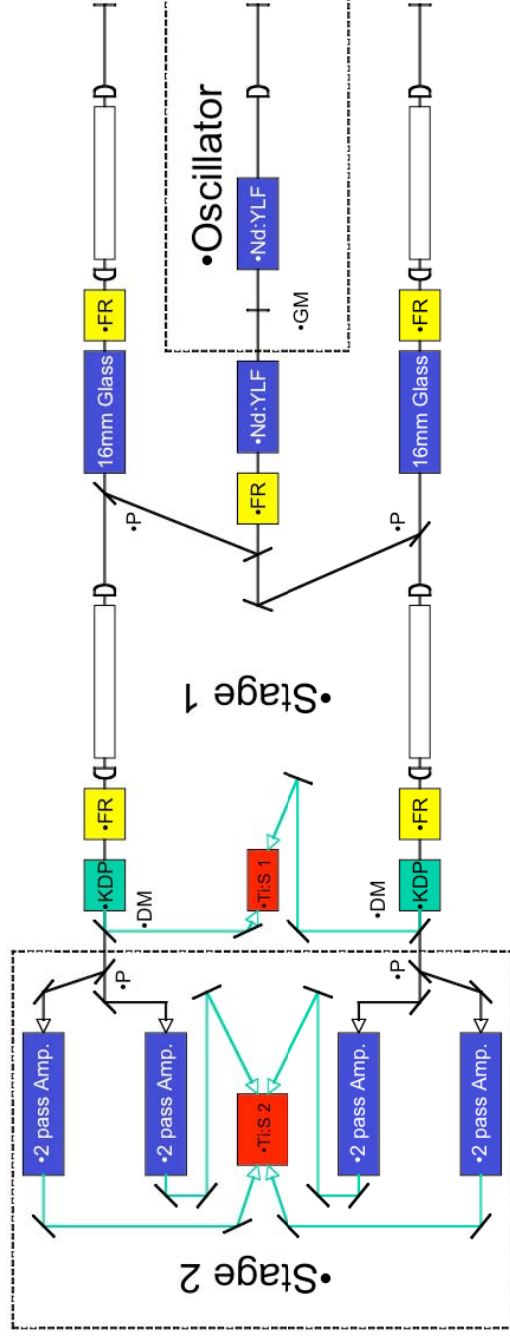 •Oscillator
•FR
•Nd:YLF
•FR
•GM
16mm Glass
•Nd:YLF
16mm Glass
•P
•FR
•P
•Stage 1
•FR
•FR
•KDP
•Ti:S 1
•KDP
•DM
•DM
•P
•P
•2 pass Amp.
•2 pass Amp.
•Ti:S 2
•2 pass Amp.
•2 pass Amp.
•Stage 2